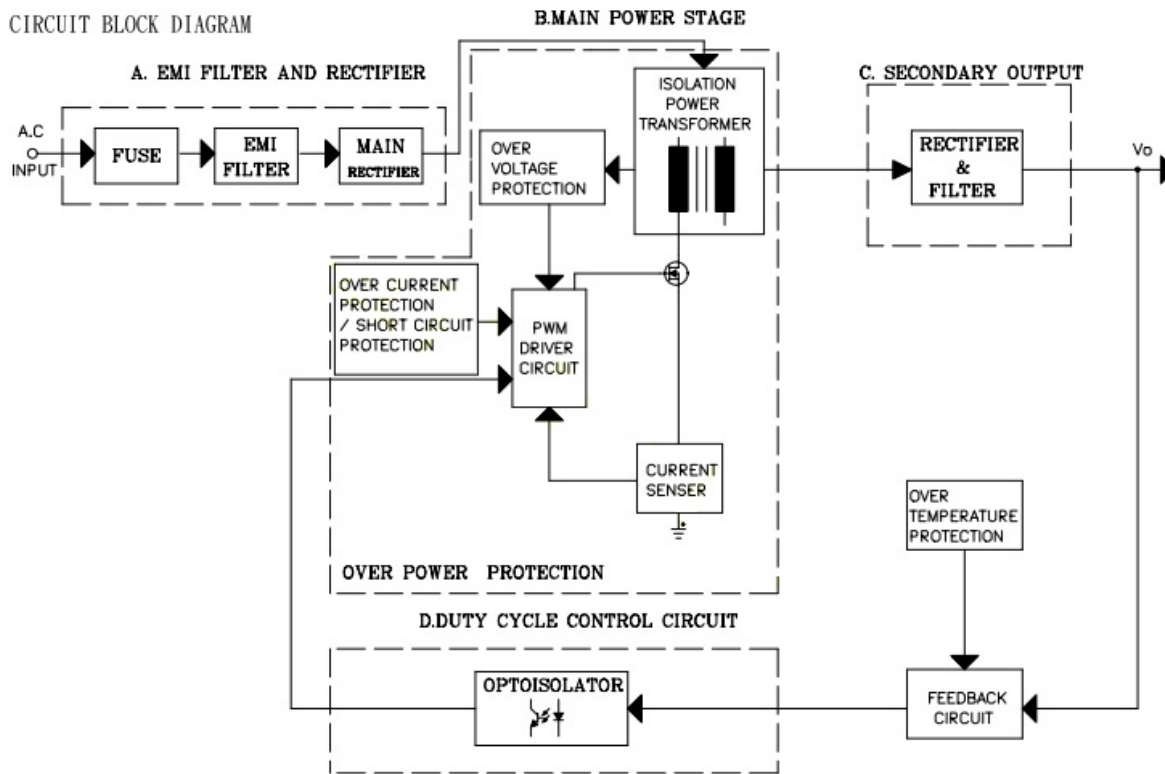 CIRCUIT BLOCK DIAGRAM
B.MAIN POWER STAGE
A. EMI FILTER AND RECTIFIER
C. SECONDARY OUTPUT
A.C
INPUT
FUSE
EMI
FILTER
MAIN
RECTIFIER
OVER
VOLTAGE
PROTECTION
ISOLATION
POWER
TRANSFORMER
RECTIFIER
&
FILTER
Vo
OVER CURRENT
PROTECTION
/ SHORT CIRCUIT
PROTECTION
PWM
DRIVER
CIRCUIT
CURRENT
SENSER
OVER
TEMPERATURE
PROTECTION
OVER POWER PROTECTION
D.DUTY CYCLE CONTROL CIRCUIT
OPTOISOLATOR
FEEDBACK
CIRCUIT